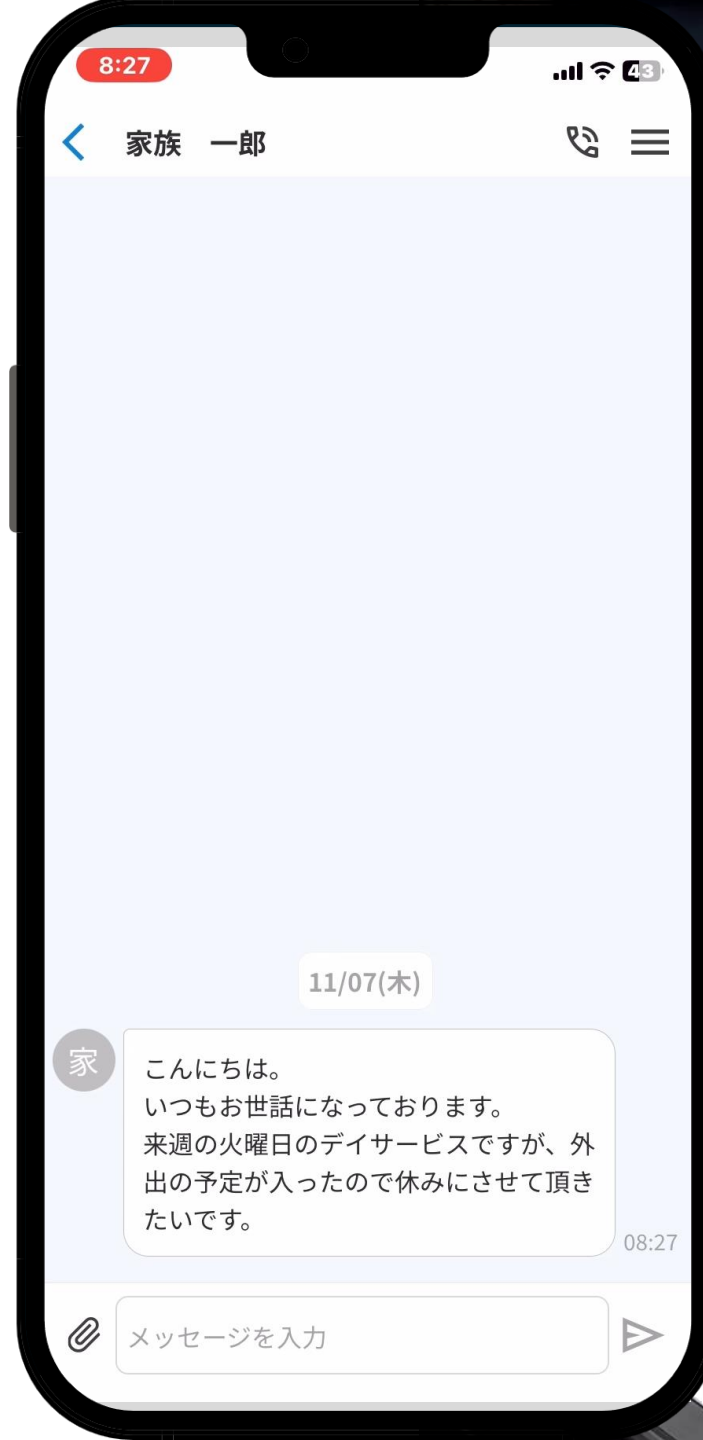 8:27
43
家族　一郎
11/07(木)
家
こんにちは。
いつもお世話になっております。
来週の火曜日のデイサービスですが、外
出の予定が入ったので休みにさせて頂き
たいです。
08:27
メッセージを入力